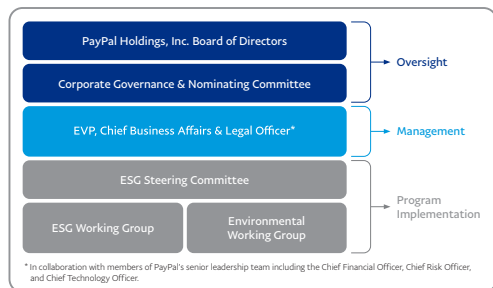 PayPal Holdings, Inc. Board of Directors
Oversight
Corporate Governance & Nominating Committee
EVP, Chief Business Affairs & Legal Officer*
Management
ESG Steering Committee
Program
Implementation
ESG Working Group
Environmental
Working Group
* In collaboration with members of PayPal's senior leadership team including the Chief Financial Officer, Chief Risk Officer,
and Chief Technology Officer.